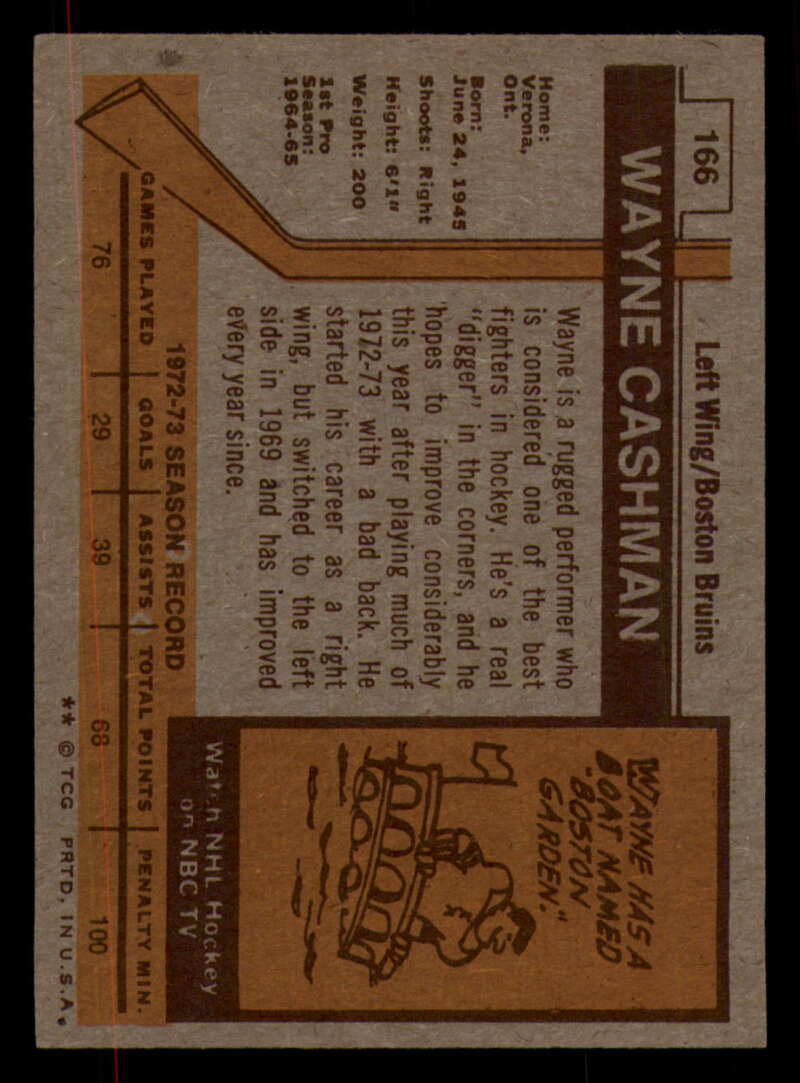 166
Left Wing/Boston Bruins
WAYNE CASHMAN
Home:
Verona,
Ont.
Born:
June 24, 1945
Shoots: Right
Height: 6'1"
Weight: 200
1st Pro
Season:
1964-65
Wayne is a rugged performer who
is considered one of the best
fighters in hockey. He's a real
"digger" in the corners, and he
hopes to improve considerably
this year after playing much of
1972-73 with a bad back. He
started his career as a right
wing, but switched to the left
side in 1969 and has improved
every year since.
WAYNE HAS A
BOAT NAMED
"BOSTON
GARDEN."
Watch NHL Hockey
on NBC TV
1972-73 SEASON RECORD
GAMES PLAYED GOALS ASSISTS TOTAL POINTS PENALTY MIN.
76 29 39 68 100
** © TCG PRTD. IN U.S.A.